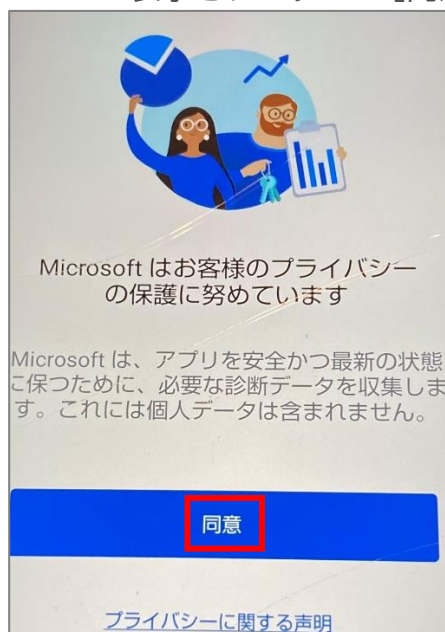 Microsoft はお客様のプライバシー
の保護に努めています
Microsoft は、アプリを安全かつ最新の状態
に保つために、必要な診断データを収集しま
す。これには個人データは含まれません。
同意
プライバシーに関する声明